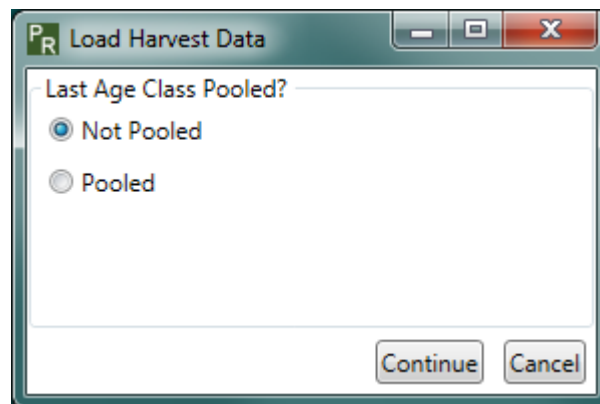 PR Load Harvest Data
Last Age Class Pooled?
Not Pooled
Pooled
Continue Cancel